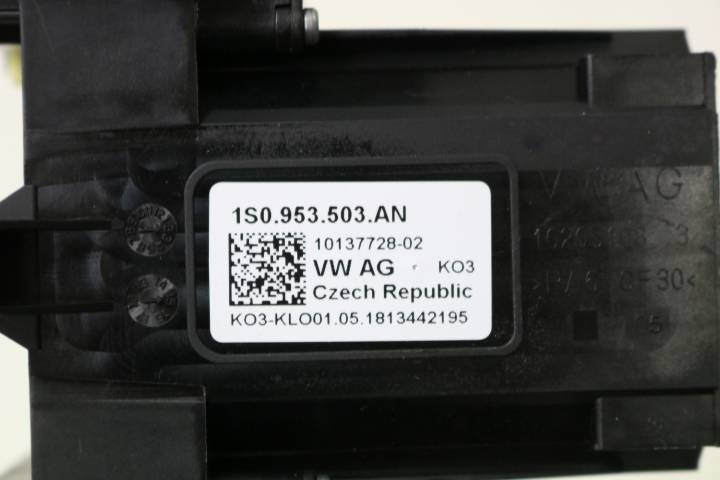 1S0.953.503.AN
10137728-02
VW AG KO3
Czech Republic
KO3-KLO01.05.1813442195
VW AG